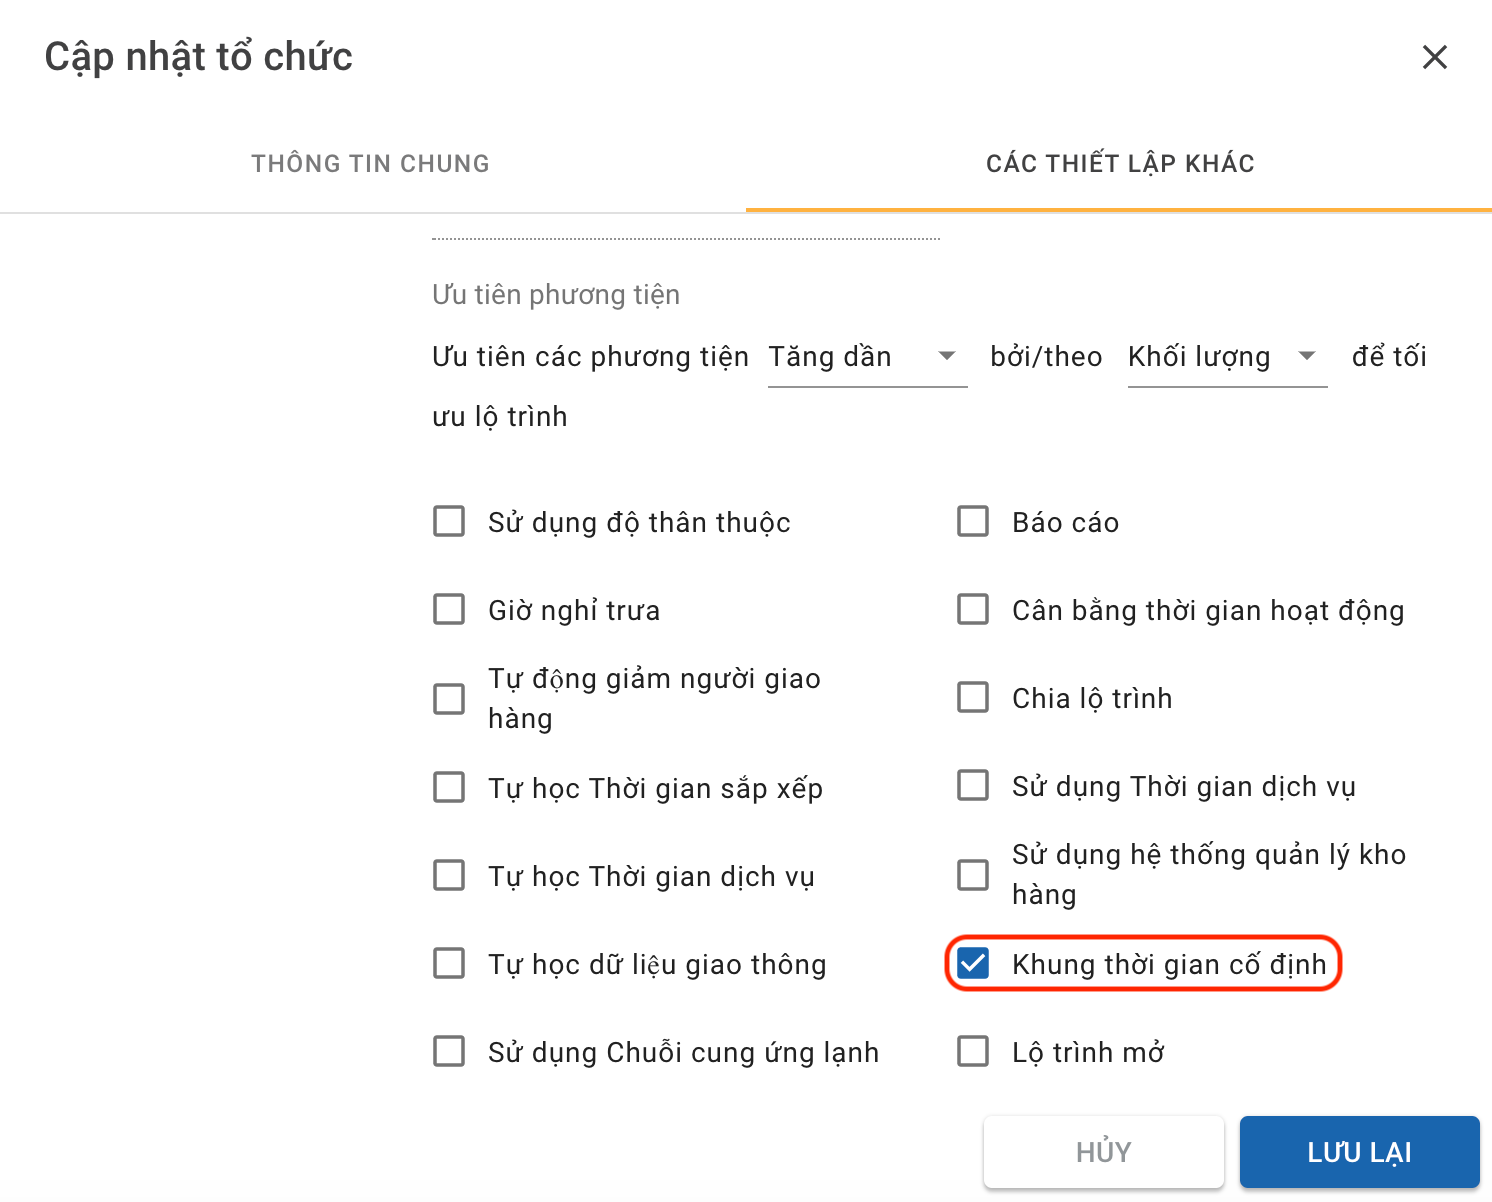 Cập nhật tổ chức
THÔNG TIN CHUNG
CÁC THIẾT LẬP KHÁC
Ưu tiên phương tiện
Ưu tiên các phương tiện Tăng dần bởi/theo Khối lượng để tối
ưu lộ trình
Sử dụng độ thân thuộc
Báo cáo
Giờ nghỉ trưa
Cân bằng thời gian hoạt động
Tự động giảm người giao
hàng
Chia lộ trình
Tự học Thời gian sắp xếp
Sử dụng Thời gian dịch vụ
Tự học Thời gian dịch vụ
Sử dụng hệ thống quản lý kho
hàng
Tự học dữ liệu giao thông
Khung thời gian cố định
Sử dụng Chuỗi cung ứng lạnh
Lộ trình mở
HỦY
LƯU LẠI